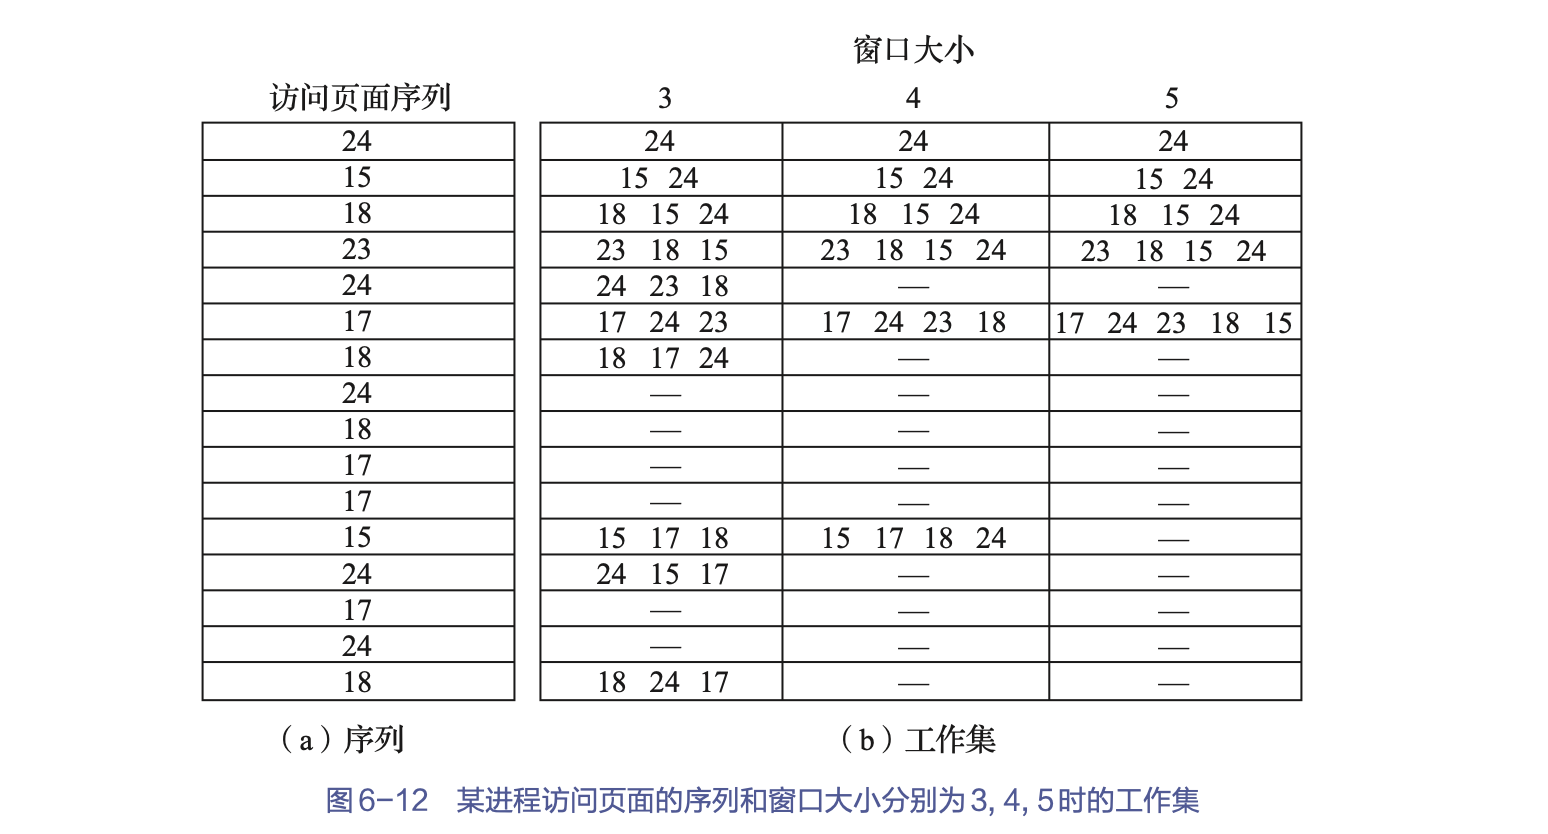 窗口大小
访问页面序列 3 4 5
24 24 24 24
15 15 24 15 24 15 24
18 18 15 24 18 15 24 18 15 24
23 23 18 15 23 18 15 24 23 18 15 24
24 24 23 18 — —
17 17 24 23 17 24 23 18 17 24 23 18 15
18 18 17 24 — —
24 — — —
18 — — —
17 — — —
17 — — —
15 15 17 18 15 17 18 24 —
24 24 15 17 — —
17 — — —
24 — — —
18 18 24 17 — —
（a）序列 （b）工作集
图6-12 某进程访问页面的序列和窗口大小分别为3, 4, 5时的工作集